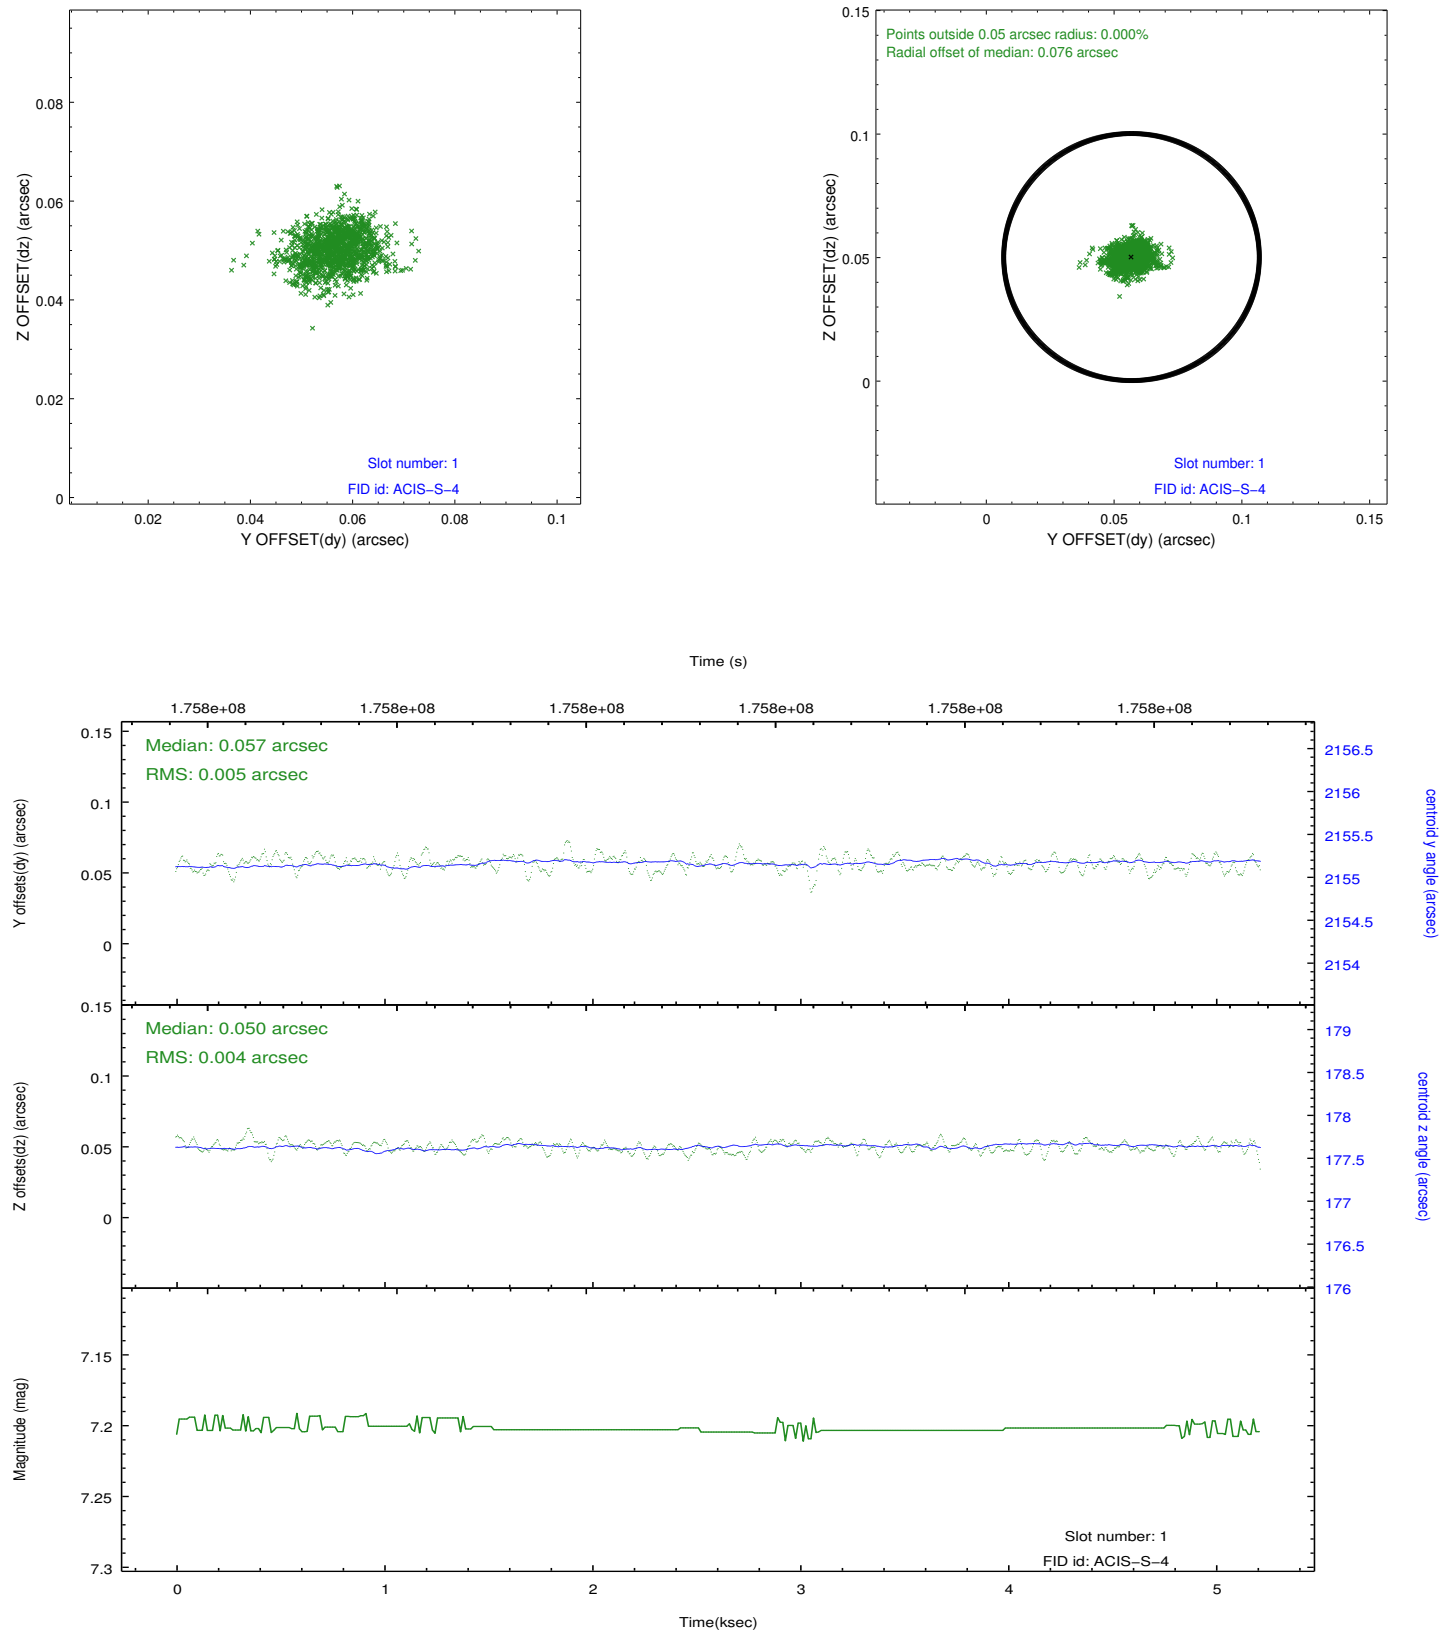 0.08
0.06
0.04
0.02
0
Z OFFSET(dz) (arcsec)
0.02
0.04
0.06
0.08
0.1
Y OFFSET(dy) (arcsec)
Slot number: 1
FID id: ACIS−S−4
Points outside 0.05 arcsec radius: 0.000%
Radial offset of median: 0.076 arcsec
0.15
0.1
0.05
0
Z OFFSET(dz) (arcsec)
0
0.05
0.1
0.15
Y OFFSET(dy) (arcsec)
Slot number: 1
FID id: ACIS−S−4
Time (s)
1.758e+08
1.758e+08
1.758e+08
1.758e+08
1.758e+08
1.758e+08
Median: 0.057 arcsec
RMS: 0.005 arcsec
0.15
0.1
0.05
0
Y offsets(dy) (arcsec)
2156.5
2156
2155.5
2155
2154.5
2154
centroid y angle (arcsec)
Median: 0.050 arcsec
RMS: 0.004 arcsec
0.15
0.1
0.05
0
Z offsets(dz) (arcsec)
179
178.5
178
177.5
177
176.5
176
centroid z angle (arcsec)
7.15
7.2
7.25
7.3
Magnitude (mag)
Slot number: 1
FID id: ACIS−S−4
0
1
2
3
4
5
Time(ksec)